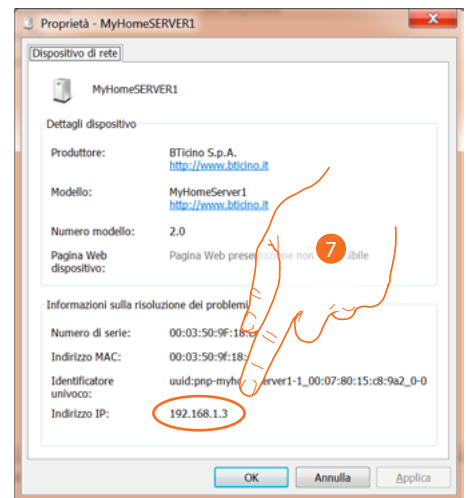 Proprietà - MyHomeSERVER1
Dispositivo di rete
MyHomeSERVER1
Dettagli dispositivo
Produttore: BTicino S.p.A.
http://www.bticino.it
Modello: MyHomeServer1
http://www.bticino.it
Numero modello: 2.0
Pagina Web dispositivo: Pagina Web non
7
Informazioni sulla risoluzione dei problemi
Numero di serie: 00:03:50:9F:18:
Indirizzo MAC: 00:03:50:9f:18:
Identificatore univoco: uuid:pnp-myho erver1-1_00:07:80:15:c8:9a2_0-0
Indirizzo IP: 192.168.1.3
OK Annulla Applica